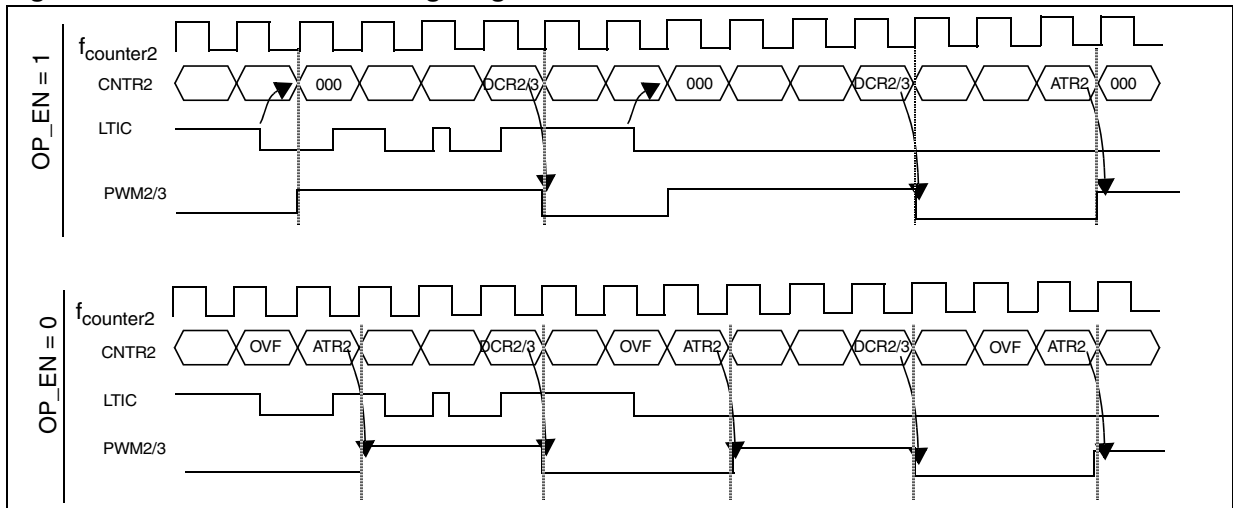 OP_EN = 1
fcounter2
CNTR2 000 DCR2/3 000 DCR2/3 ATR2 000
LTIC
PWM2/3
OP_EN = 0
fcounter2
CNTR2 OVF ATR2 DCR2/3 OVF ATR2 DCR2/3 OVF ATR2
LTIC
PWM2/3